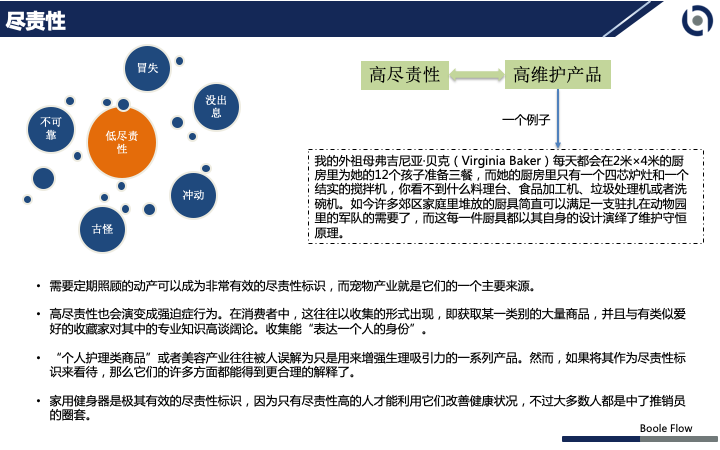 尽责性
冒失
没出
息
不可
靠
低尽责
性
冲动
古怪
高尽责性
高维护产品
一个例子
我的外祖母弗吉尼亚·贝克（Virginia Baker）每天都会在2米×4米的厨
房里为她的12个孩子准备三餐，而她的厨房里只有一个四芯炉灶和一个
结实的搅拌机，你看不到什么料理台、食品加工机、垃圾处理机或者洗
碗机。如今许多郊区家庭里堆放的厨具简直可以满足一支驻扎在动物园
里的军队的需要了，而这每一件厨具都以其自身的设计演绎了维护守恒
原理。
• 需要定期照顾的动产可以成为非常有效的尽责性标识，而宠物产业就是它们的一个主要来源。
• 高尽责性也会演变成强迫症行为。在消费者中，这往往以收集的形式出现，即获取某一类别的大量商品，并且与有类似爱
好的收藏家对其中的专业知识高谈阔论。收集能“表达一个人的身份”。
• “个人护理类商品”或者美容产业往往被人误解为只是用来增强生理吸引力的一系列产品。然而，如果将其作为尽责性标
识来看待，那么它们的许多方面都能得到更合理的解释了。
• 家用健身器是极其有效的尽责性标识，因为只有尽责性高的人才能利用它们改善健康状况，不过大多数人都是中了推销员
的圈套。
Boole Flow